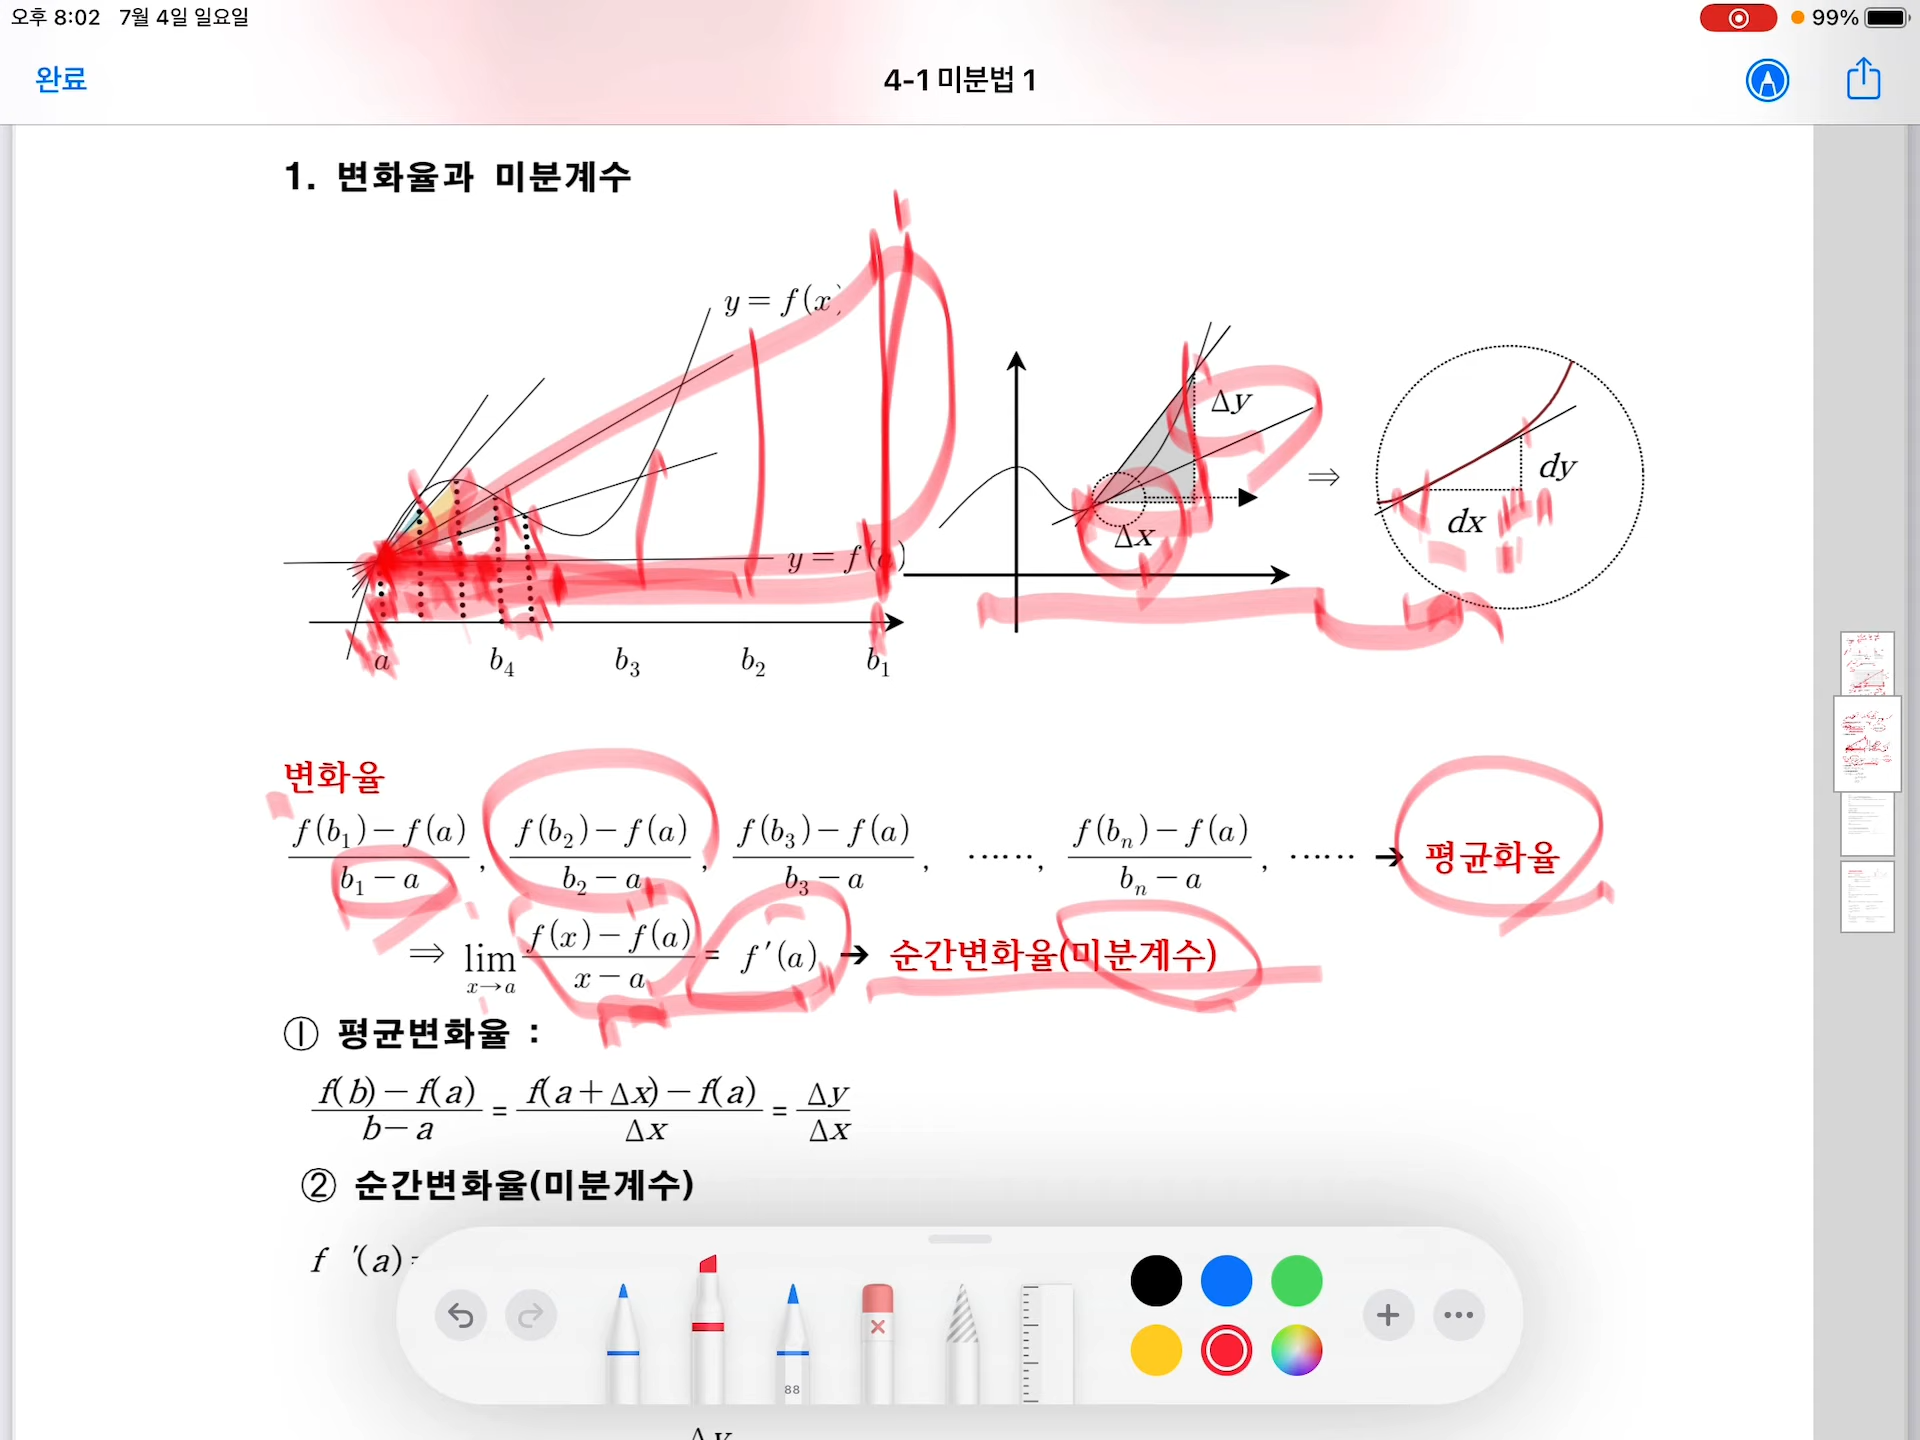 오후 8:02 7월 4일 일요일 99%
완료 4-1 미분법 1
1. 변화율과 미분계수
y = f(x)
Δy
dy
dx
Δx
y = f(a)
⇒
a b₄ b₃ b₂ b₁
변화율
(f(b₁) − f(a))/(b₁ − a), (f(b₂) − f(a))/(b₂ − a), (f(b₃) − f(a))/(b₃ − a), ……, (f(bₙ) − f(a))/(bₙ − a), …… ➔ 평균화율
⇒ lim x→a (f(x) − f(a))/(x − a) = f′(a) ➔ 순간변화율(미분계수)
① 평균변화율 :
(f(b) − f(a))/(b − a) = (f(a + Δx) − f(a))/Δx = Δy/Δx
② 순간변화율(미분계수)
f ′(a) =
88